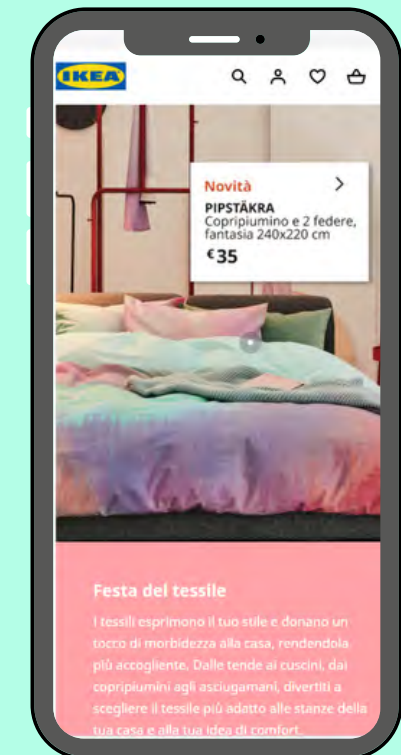 IKEA
Novità
PIPSTÄKRA
Copripiumino e 2 federe,
fantasia 240x220 cm
€35
Festa del tessile
I tessili esprimono il tuo stile e donano un
tocco di morbidezza alla casa, rendendola
più accogliente. Dalle tende ai cuscini, dai
copripiumini agli asciugamani, divertiti a
scegliere il tessile più adatto alle stanze della
tua casa e alla tua idea di comfort.